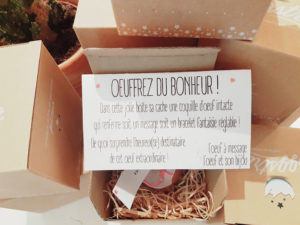 OEUFFREZ DU BONHEUR !
Dans cette jolie boîte se cache une coquille d'oeuf intacte
qui renferme soit un message soit un bracelet fantaisie réglable !
De quoi surprendre l'heureux(se) destinataire
de cet oeuf extraordinaire !
L'oeuf à message
L'oeuf et son bijou